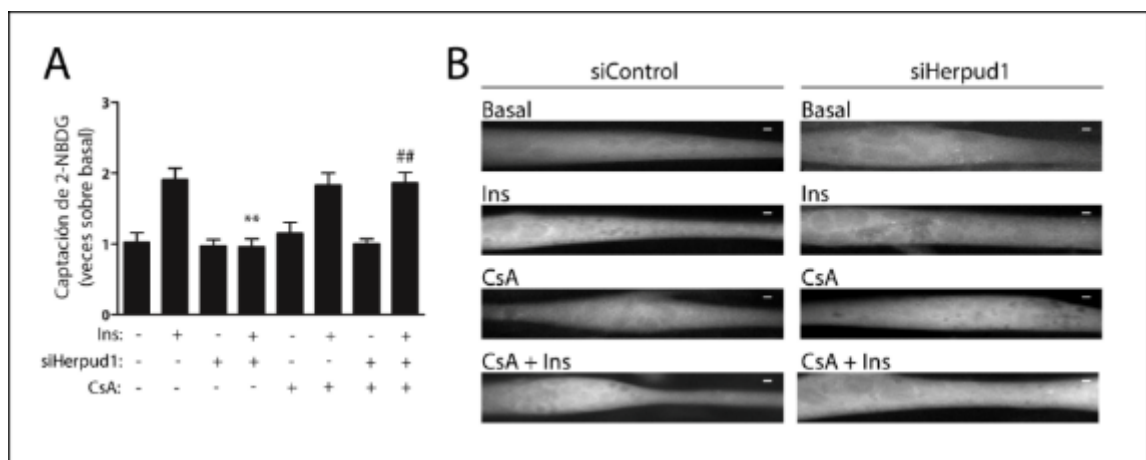 A
Captación de 2-NBDG
(veces sobre basal)
3
2
1
0
**
##
Ins: - + - + - + - +
siHerpud1: - - + + - - + +
CsA: - - - - + + + +
B
siControl
siHerpud1
Basal
Basal
Ins
Ins
CsA
CsA
CsA + Ins
CsA + Ins